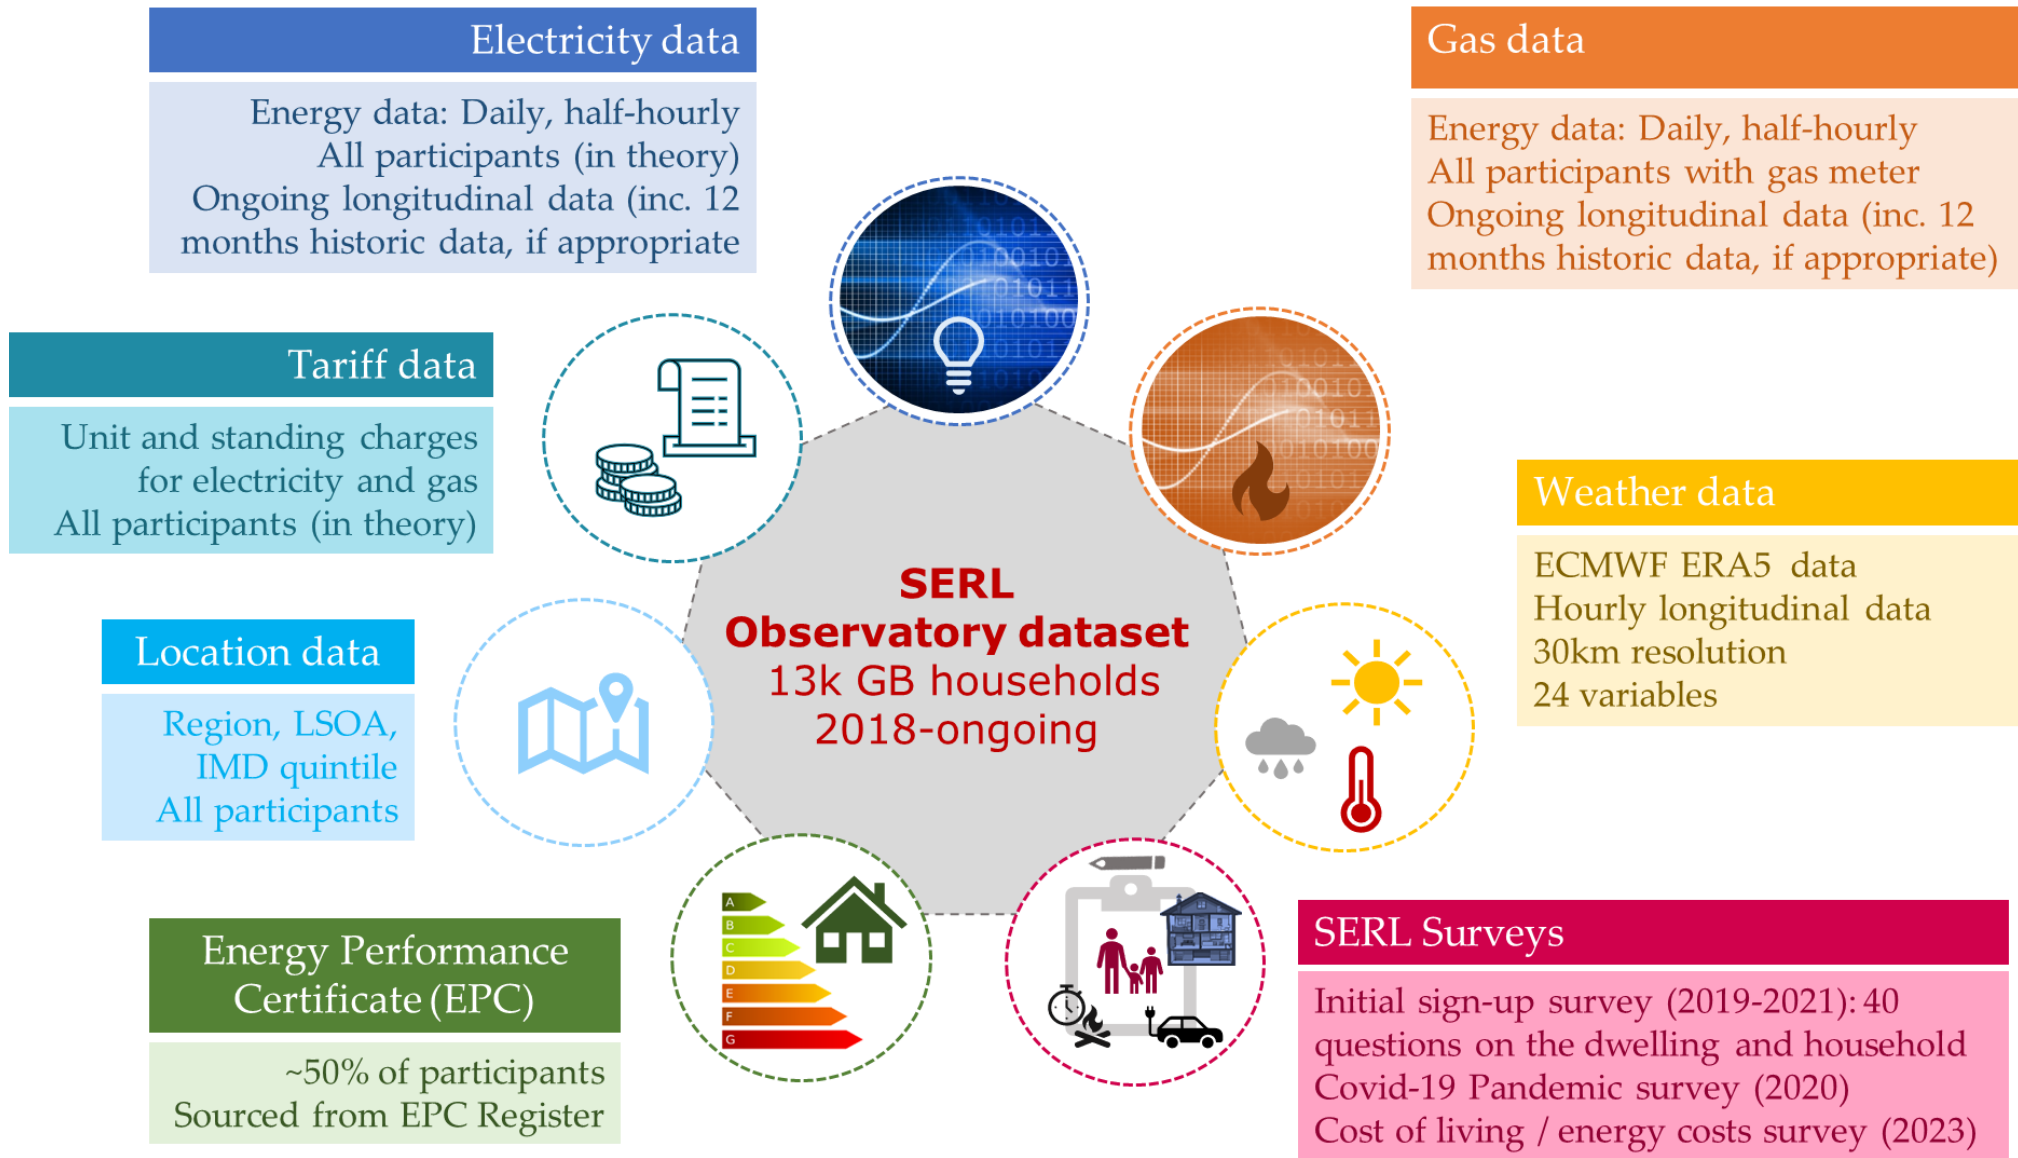 Electricity data
Energy data: Daily, half-hourly
All participants (in theory)
Ongoing longitudinal data (inc. 12
months historic data, if appropriate
Gas data
Energy data: Daily, half-hourly
All participants with gas meter
Ongoing longitudinal data (inc. 12
months historic data, if appropriate)
Tariff data
Unit and standing charges
for electricity and gas
All participants (in theory)
Weather data
ECMWF ERA5 data
Hourly longitudinal data
30km resolution
24 variables
SERL
Observatory dataset
13k GB households
2018-ongoing
Location data
Region, LSOA,
IMD quintile
All participants
Energy Performance
Certificate (EPC)
~50% of participants
Sourced from EPC Register
A
B
C
D
E
F
G
SERL Surveys
Initial sign-up survey (2019-2021): 40
questions on the dwelling and household
Covid-19 Pandemic survey (2020)
Cost of living / energy costs survey (2023)